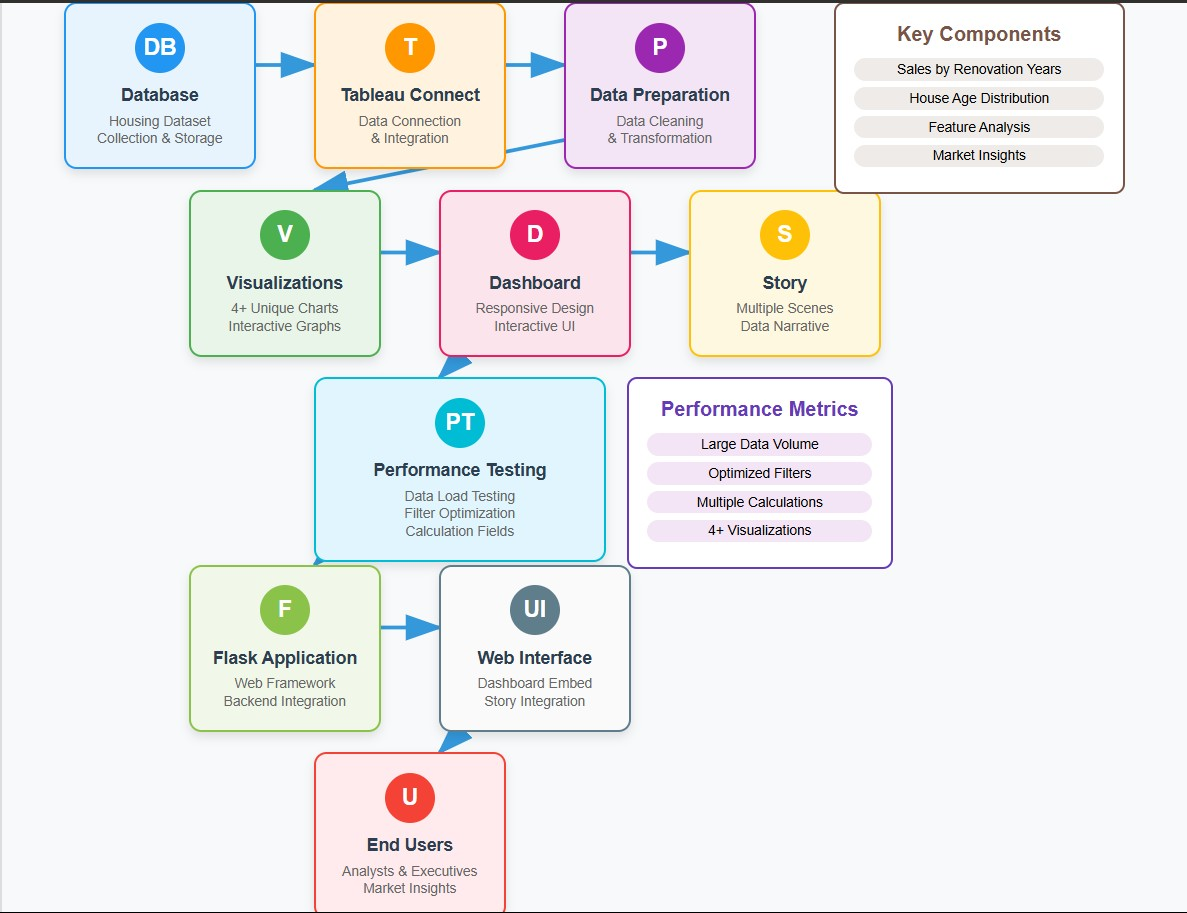 DB
Database
Housing Dataset
Collection & Storage
T
Tableau Connect
Data Connection
& Integration
P
Data Preparation
Data Cleaning
& Transformation
Key Components
Sales by Renovation Years
House Age Distribution
Feature Analysis
Market Insights
V
Visualizations
4+ Unique Charts
Interactive Graphs
D
Dashboard
Responsive Design
Interactive UI
S
Story
Multiple Scenes
Data Narrative
PT
Performance Testing
Data Load Testing
Filter Optimization
Calculation Fields
Performance Metrics
Large Data Volume
Optimized Filters
Multiple Calculations
4+ Visualizations
F
Flask Application
Web Framework
Backend Integration
UI
Web Interface
Dashboard Embed
Story Integration
U
End Users
Analysts & Executives
Market Insights